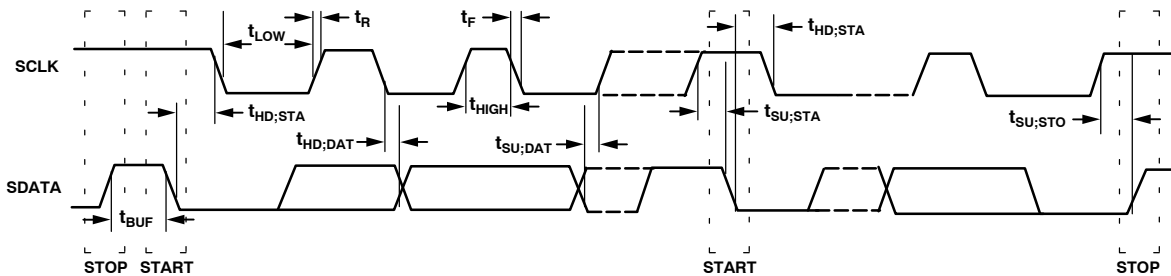 tR
tF
tLOW
tHD;STA
SCLK
tHD;STA
tHIGH
tSU;STA
tSU;STO
tHD;DAT
tSU;DAT
SDATA
tBUF
STOP
START
START
STOP